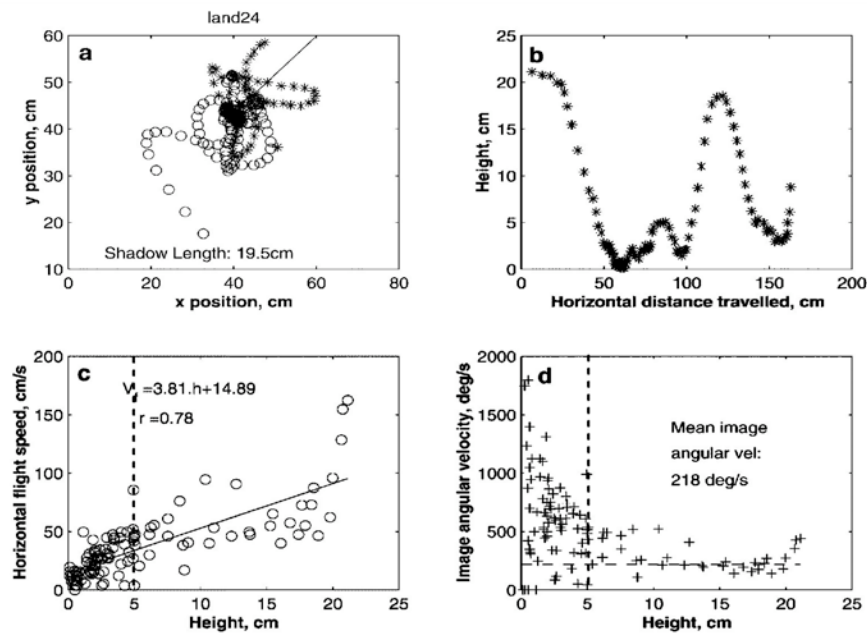 land24
a
60
50
40
30
20
10
y position, cm
Shadow Length: 19.5cm
0 20 40 60 80
x position, cm
b
25
20
15
10
5
0
Height, cm
0 50 100 150 200
Horizontal distance travelled, cm
c
200
150
100
50
0
Horizontal flight speed, cm/s
=3.81.h+14.89
r =0.78
0 5 10 15 20 25
Height, cm
d
2000
1500
1000
500
0
Image angular velocity, deg/s
Mean image
angular vel:
218 deg/s
0 5 10 15 20 25
Height, cm